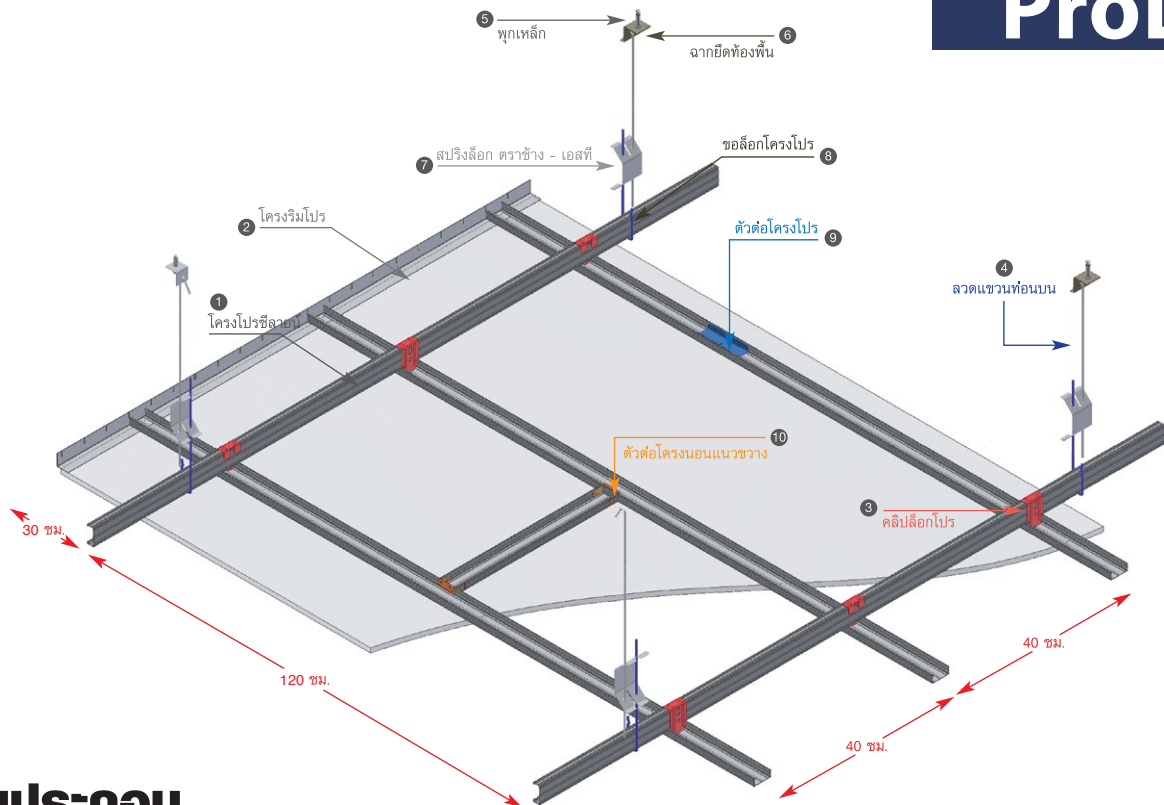 5
พุกเหล็ก
6
ฉากยึดท้องพื้น
7
สปริงล็อก ตราช้าง - เอสที
ขอล็อกโครงโปร
8
2
โครงริมโปร
ตัวต่อโครงโปร
9
4
ลวดแขวนท่อนบน
1
โครงโปรซีลายน์
10
ตัวต่อโครงนอนแนวขวาง
3
คลิปล็อกโปร
30 ซม.
120 ซม.
40 ซม.
40 ซม.